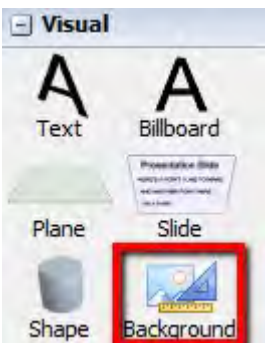 Visual
A A
Text Billboard
Presentation Slide
Plane Slide
Shape Background